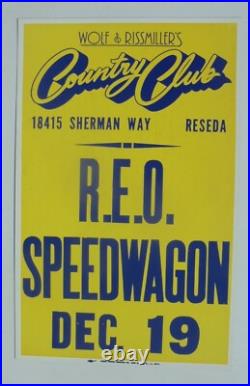 WOLF & RISSMILLER'S
Country Club
18415 SHERMAN WAY RESEDA
R.E.O.
SPEEDWAGON
DEC. 19